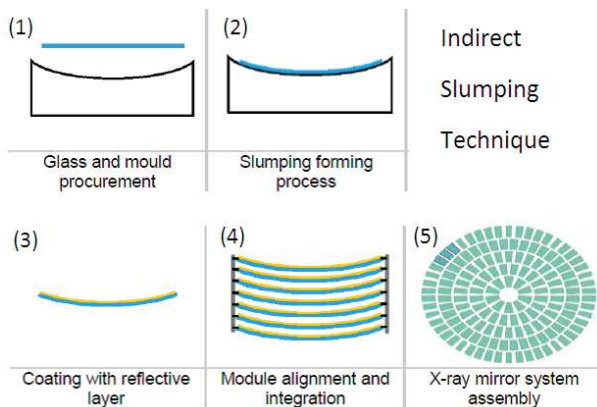 (1)
(2)
Indirect
Slumping
Technique
Glass and mould
procurement
Slumping forming
process
(3)
(4)
(5)
Coating with reflective
layer
Module alignment and
integration
X-ray mirror system
assembly